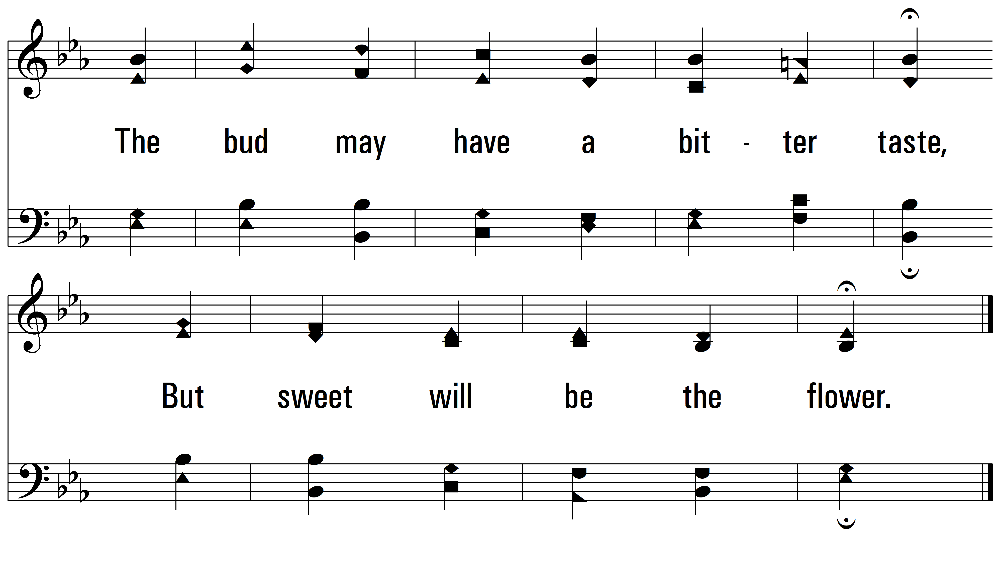 The bud may have a bit - ter taste,
But sweet will be the flower.